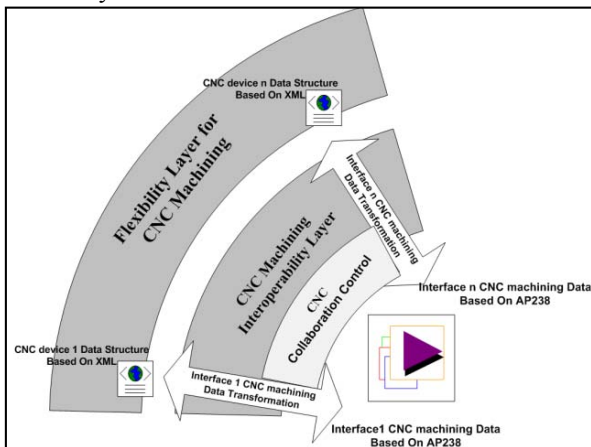 CNC device n Data Structure
Based On XML
Flexibility Layer for
CNC Machining
CNC Machining
Interoperability Layer
CNC
Collaboration Control
Interface n CNC machining
Data Transformation
Interface n CNC machining Data
Based On AP238
CNC device 1 Data Structure
Based On XML
Interface 1 CNC machining
Data Transformation
Interface1 CNC machining Data
Based On AP238